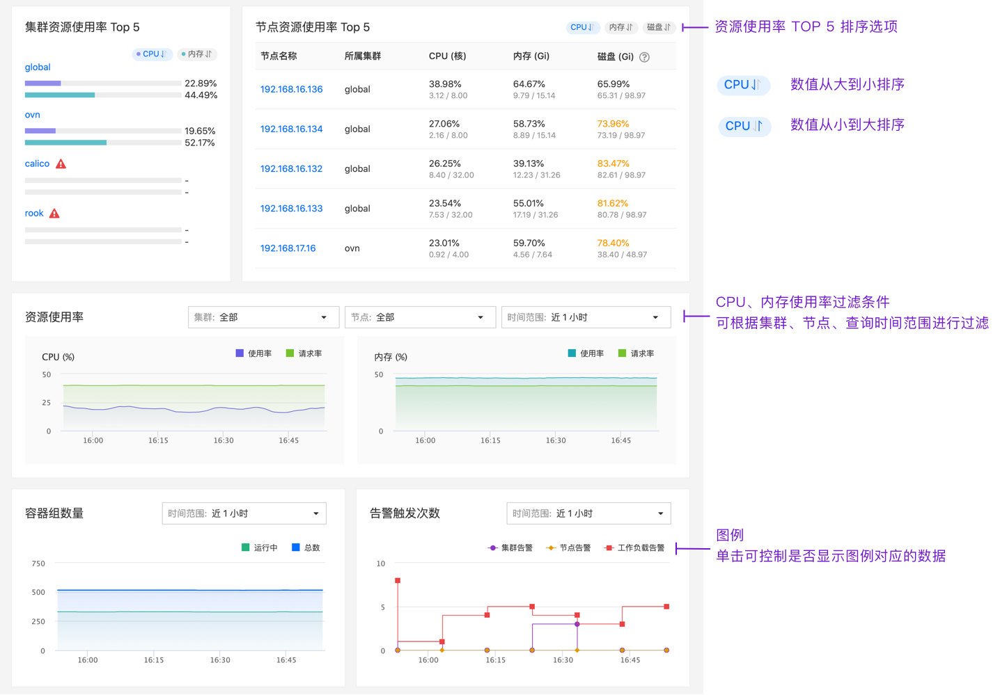 集群资源使用率 Top 5
CPU 内存
global
22.89%
44.49%
ovn
19.65%
52.17%
calico
-
-
rook
-
-
节点资源使用率 Top 5
CPU 内存 磁盘
节点名称 所属集群 CPU (核) 内存 (Gi) 磁盘 (Gi) ?
192.168.16.136 global 38.98% 64.67% 65.99%
3.12 / 8.00 9.79 / 15.14 65.31 / 98.97
192.168.16.134 global 27.06% 58.73% 73.96%
2.16 / 8.00 8.89 / 15.14 73.19 / 98.97
192.168.16.132 global 26.25% 39.13% 83.47%
8.40 / 32.00 12.23 / 31.26 82.61 / 98.97
192.168.16.133 global 23.54% 55.01% 81.62%
7.53 / 32.00 17.19 / 31.26 80.78 / 98.97
192.168.17.16 ovn 23.01% 59.70% 78.40%
0.92 / 4.00 4.56 / 7.64 38.40 / 48.97
资源使用率 TOP 5 排序选项
CPU 数值从大到小排序
CPU 数值从小到大排序
资源使用率 集群: 全部 节点: 全部 时间范围: 近 1 小时
CPU (%) 使用率 请求率
50
25
0
16:00 16:15 16:30 16:45
内存 (%) 使用率 请求率
50
0
16:00 16:15 16:30 16:45
CPU、内存使用率过滤条件
可根据集群、节点、查询时间范围进行过滤
容器组数量 时间范围: 近 1 小时
运行中 总数
750
500
250
0
16:00 16:15 16:30 16:45
告警触发次数 时间范围: 近 1 小时
集群告警 节点告警 工作负载告警
10
5
0
16:00 16:15 16:30 16:45
图例
单击可控制是否显示图例对应的数据